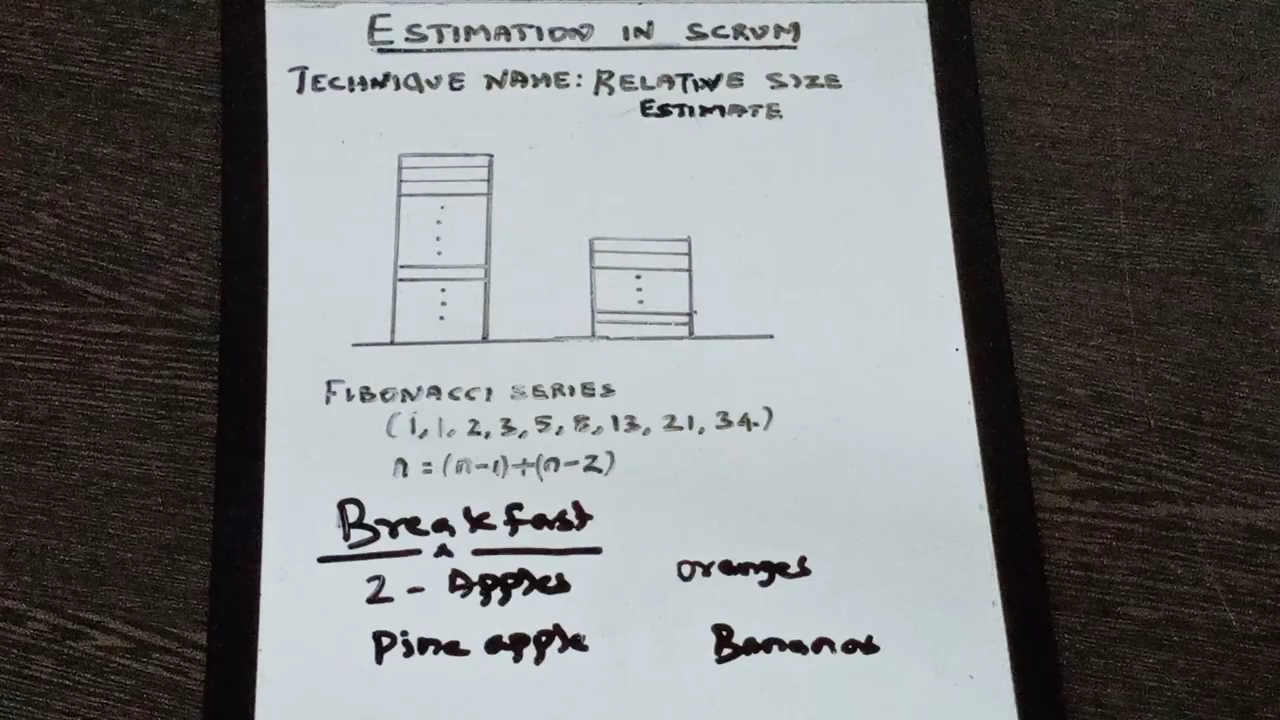 ESTIMATION IN SCRUM
TECHNIQUE NAME: RELATIVE SIZE
ESTIMATE
FIBONACCI SERIES
(1, 1, 2, 3, 5, 8, 13, 21, 34.)
n = (n-1)+(n-2)
Breakfast
2 - Apples oranges
Pine apple Bananas